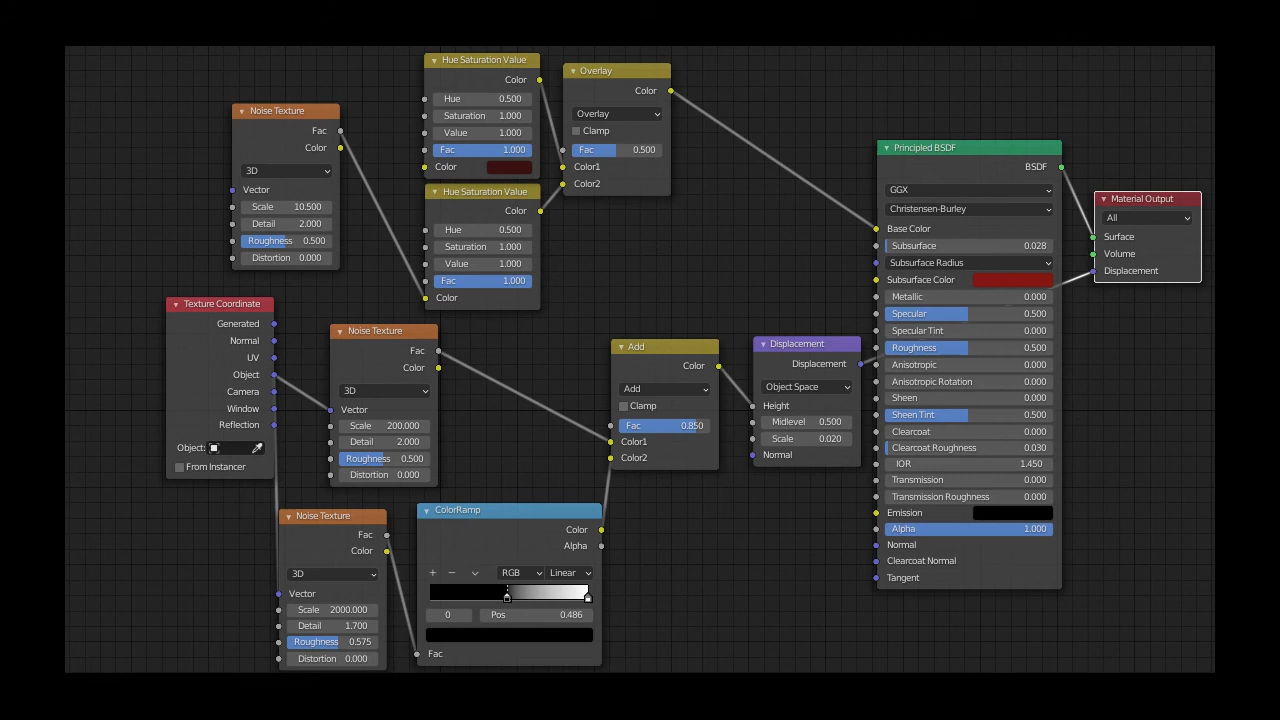 Hue Saturation Value
Color
Hue 0.500
Saturation 1.000
Value 1.000
Fac 1.000
Color
Overlay
Color
Overlay
Clamp
Fac 0.500
Color1
Color2
Noise Texture
Fac
Color
3D
Vector
Scale 10.500
Detail 2.000
Roughness 0.500
Distortion 0.000
Hue Saturation Value
Color
Hue 0.500
Saturation 1.000
Value 1.000
Fac 1.000
Color
Principled BSDF
BSDF
GGX
Christensen-Burley
Base Color
Subsurface 0.028
Subsurface Radius
Subsurface Color
Metallic 0.000
Specular 0.500
Specular Tint 0.000
Roughness 0.500
Anisotropic 0.000
Anisotropic Rotation 0.000
Sheen 0.000
Sheen Tint 0.500
Clearcoat 0.000
Clearcoat Roughness 0.030
IOR 1.450
Transmission 0.000
Transmission Roughness 0.000
Emission
Alpha 1.000
Normal
Clearcoat Normal
Tangent
Material Output
All
Surface
Volume
Displacement
Texture Coordinate
Generated
Normal
UV
Object
Camera
Window
Reflection
Object:
From Instancer
Noise Texture
Fac
Color
3D
Vector
Scale 200.000
Detail 2.000
Roughness 0.500
Distortion 0.000
Add
Color
Add
Clamp
Fac 0.850
Color1
Color2
Displacement
Displacement
Object Space
Height
Midlevel 0.500
Scale 0.020
Normal
Noise Texture
Fac
Color
3D
Vector
Scale 2000.000
Detail 1.700
Roughness 0.575
Distortion 0.000
ColorRamp
Color
Alpha
RGB Linear
0 Pos 0.486
Fac